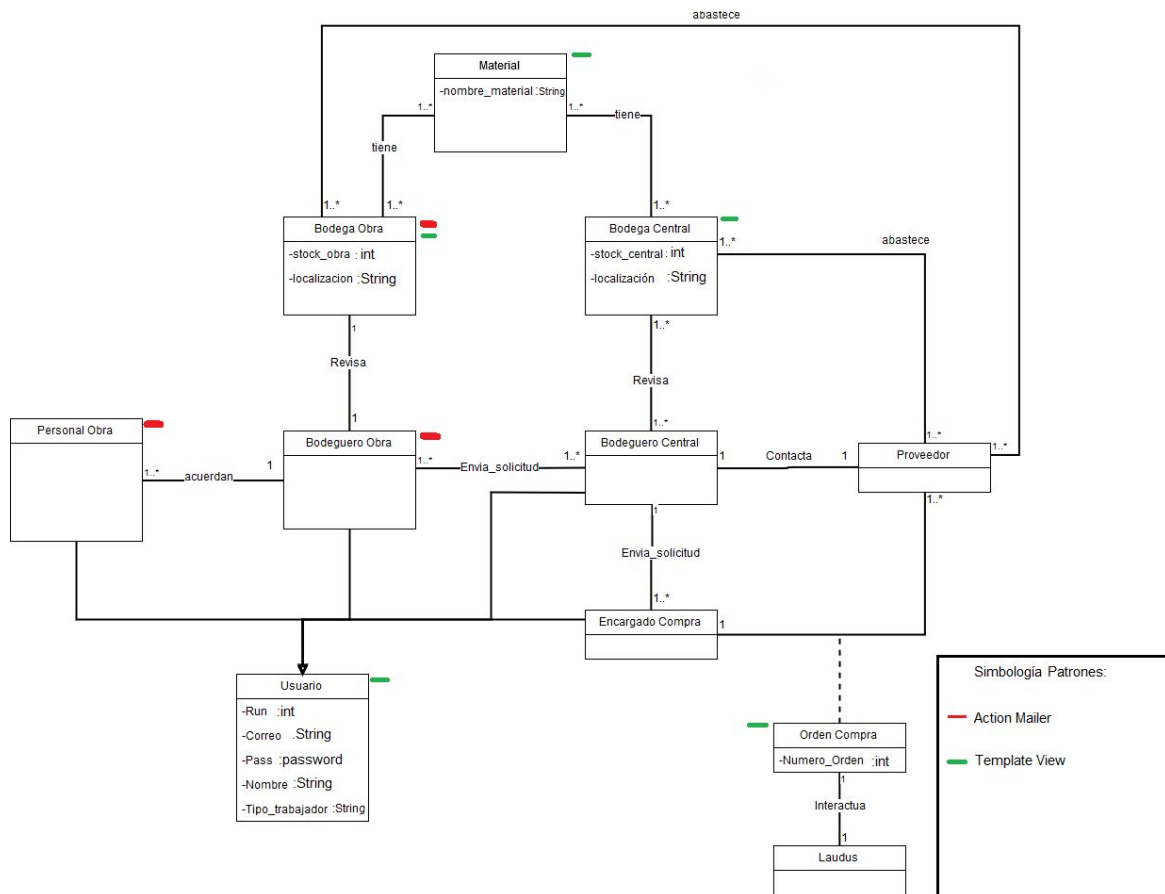 abastece
Material
-nombre_material :String
1..*
1..*
tiene
tiene
1..*
1..*
1..*
Bodega Obra
-stock_obra : int
-localizacion :String
Bodega Central
-stock_central : int
-localización :String
1..*
abastece
1
Revisa
1
1..*
Revisa
1..*
Personal Obra
1..*
acuerdan
1
Bodeguero Obra
1..*
Envia_solicitud
1..*
Bodeguero Central
1
Contacta
1
1..*
Proveedor
1..*
1..*
1
Envia_solicitud
1..*
Encargado Compra
1
Usuario
-Run :int
-Correo .String
-Pass :password
-Nombre :String
-Tipo_trabajador :String
Orden Compra
-Numero_Orden :int
1
Interactua
1
Laudus
Simbología Patrones:
Action Mailer
Template View